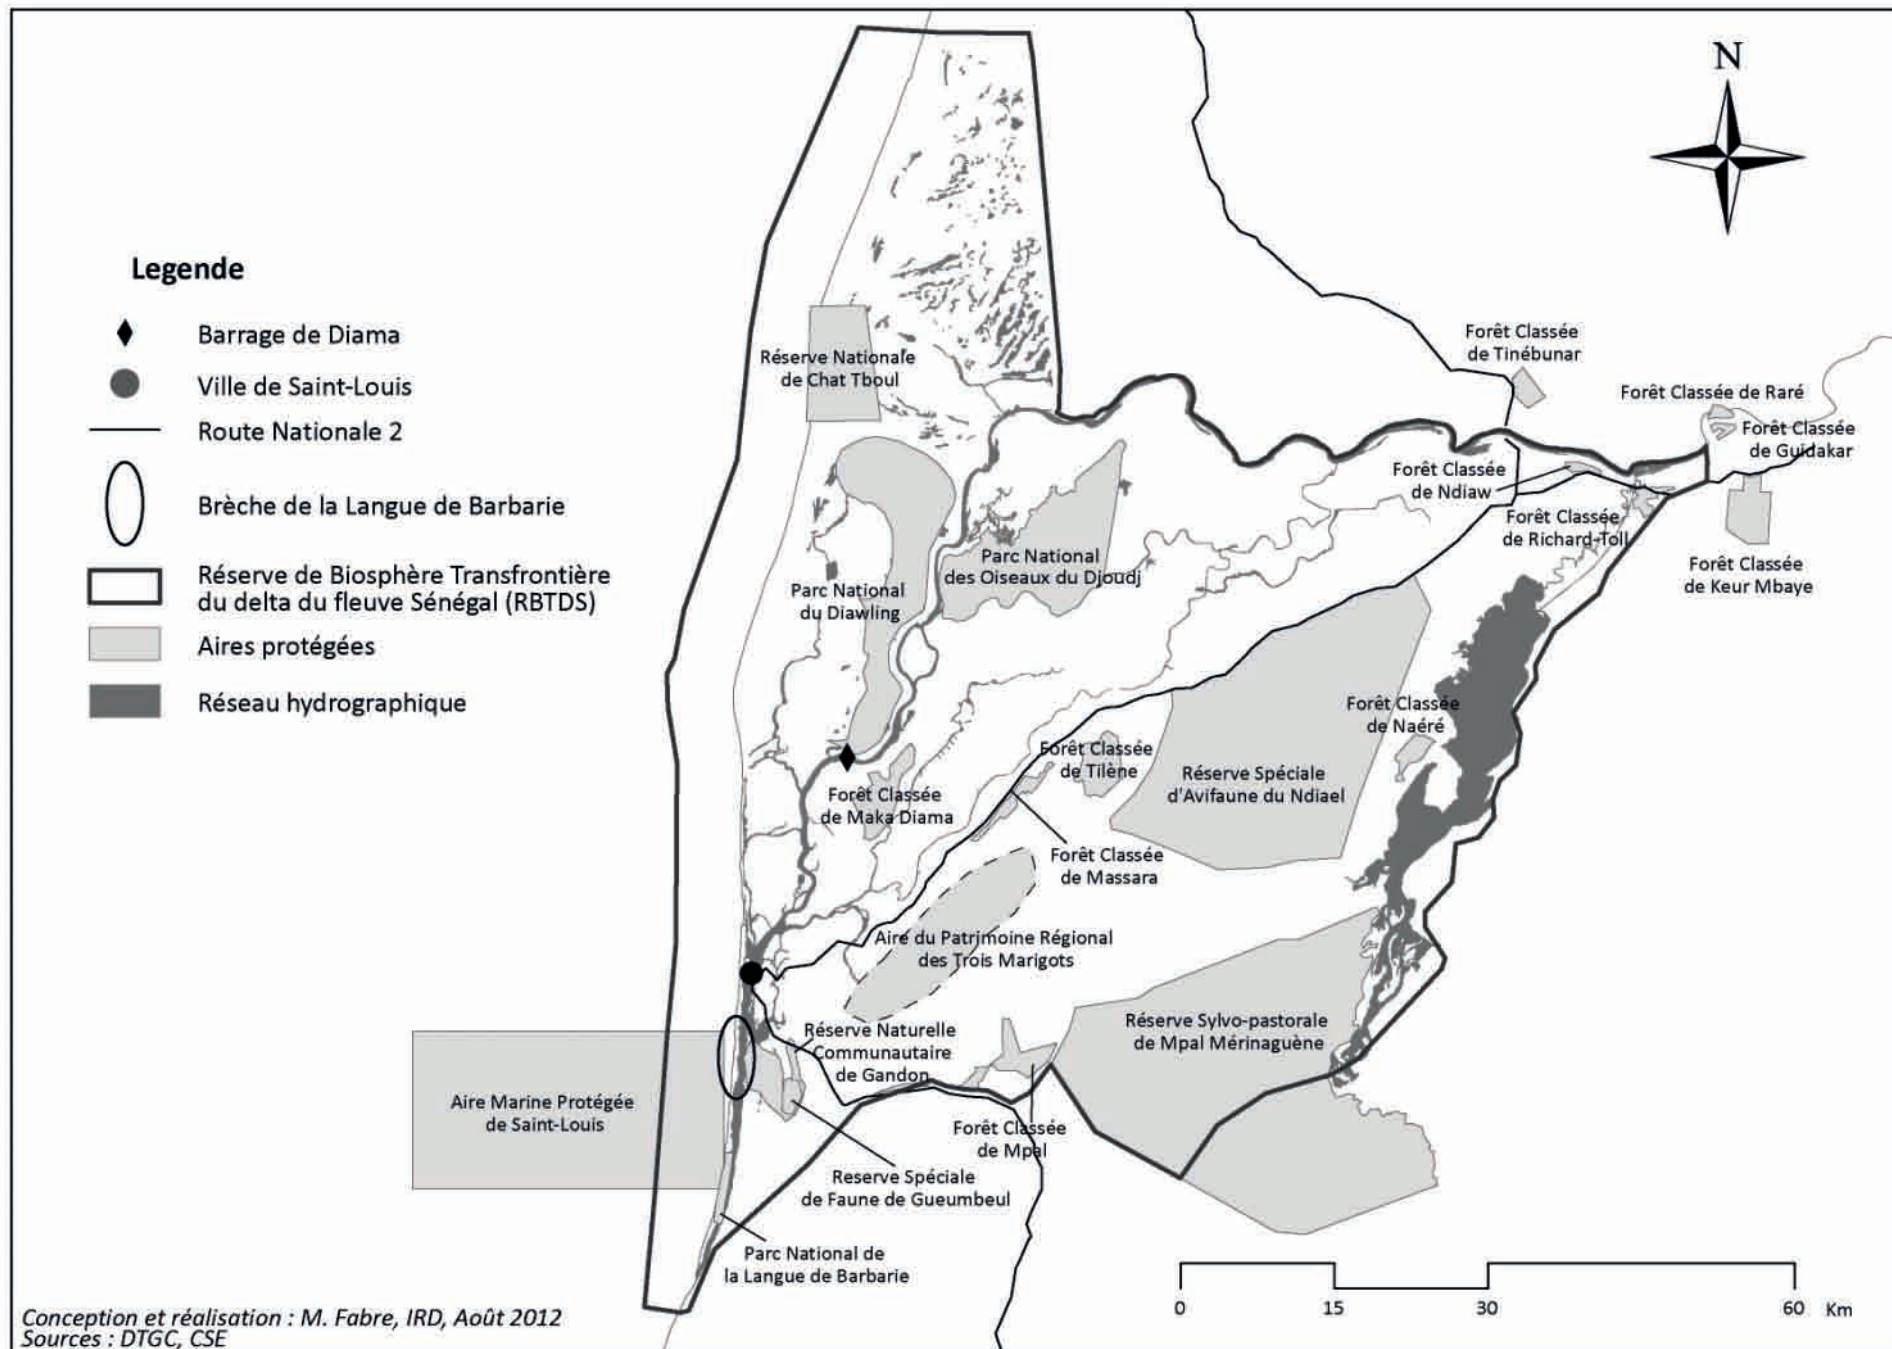 N
Legende
Barrage de Diama
Ville de Saint-Louis
Route Nationale 2
Brèche de la Langue de Barbarie
Réserve de Biosphère Transfrontière
du delta du fleuve Sénégal (RBTDS)
Aires protégées
Réseau hydrographique
Réserve Nationale
de Chat Tboul
Forêt Classée
de Tinébunar
Forêt Classée de Raré
Forêt Classée
de Guidakar
Forêt Classée
de Ndiaw
Forêt Classée
de Richard-Toll
Forêt Classée
de Keur Mbaye
Parc National
des Oiseaux du Djoudj
Parc National
du Diawling
Forêt Classée
de Naéré
Forêt Classée
de Tilène
Réserve Spéciale
d'Avifaune du Ndiael
Forêt Classée
de Maka Diama
Forêt Classée
de Massara
Aire du Patrimoine Régional
des Trois Marigots
Réserve Naturelle
Communautaire
de Gandon
Réserve Sylvo-pastorale
de Mpal Mérinaguène
Aire Marine Protégée
de Saint-Louis
Forêt Classée
de Mpal
Reserve Spéciale
de Faune de Gueumbeul
Parc National de
la Langue de Barbarie
0 15 30 60 Km
Conception et réalisation : M. Fabre, IRD, Août 2012
Sources : DTGC, CSE